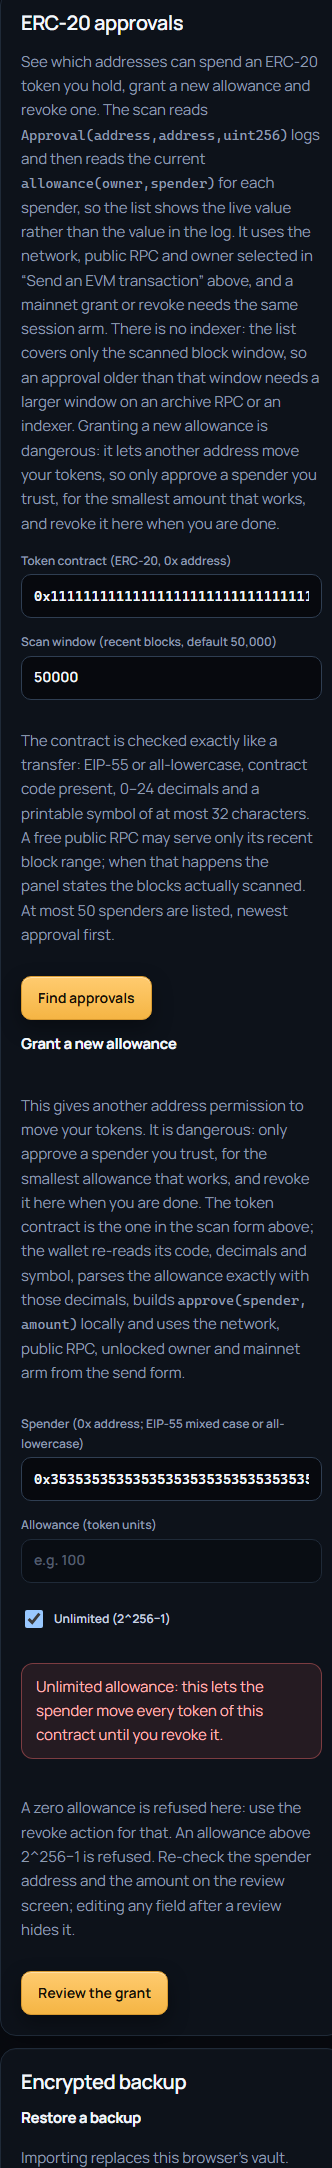 ERC-20 approvals
See which addresses can spend an ERC-20
token you hold, grant a new allowance and
revoke one. The scan reads
Approval(address,address,uint256) logs
and then reads the current
allowance(owner,spender) for each
spender, so the list shows the live value
rather than the value in the log. It uses the
network, public RPC and owner selected in
“Send an EVM transaction” above, and a
mainnet grant or revoke needs the same
session arm. There is no indexer: the list
covers only the scanned block window, so
an approval older than that window needs a
larger window on an archive RPC or an
indexer. Granting a new allowance is
dangerous: it lets another address move
your tokens, so only approve a spender you
trust, for the smallest amount that works,
and revoke it here when you are done.
Token contract (ERC-20, 0x address)
0x11111111111111111111111111111111
Scan window (recent blocks, default 50,000)
50000
The contract is checked exactly like a
transfer: EIP-55 or all-lowercase, contract
code present, 0–24 decimals and a
printable symbol of at most 32 characters.
A free public RPC may serve only its recent
block range; when that happens the
panel states the blocks actually scanned.
At most 50 spenders are listed, newest
approval first.
Find approvals
Grant a new allowance
This gives another address permission to
move your tokens. It is dangerous: only
approve a spender you trust, for the
smallest allowance that works, and revoke
it here when you are done. The token
contract is the one in the scan form above;
the wallet re-reads its code, decimals and
symbol, parses the allowance exactly with
those decimals, builds approve(spender,
amount) locally and uses the network,
public RPC, unlocked owner and mainnet
arm from the send form.
Spender (0x address; EIP-55 mixed case or all-
lowercase)
0x35353535353535353535353535353535
Allowance (token units)
e.g. 100
Unlimited (2^256−1)
Unlimited allowance: this lets the
spender move every token of this
contract until you revoke it.
A zero allowance is refused here: use the
revoke action for that. An allowance above
2^256−1 is refused. Re-check the spender
address and the amount on the review
screen; editing any field after a review
hides it.
Review the grant
Encrypted backup
Restore a backup
Importing replaces this browser’s vault.